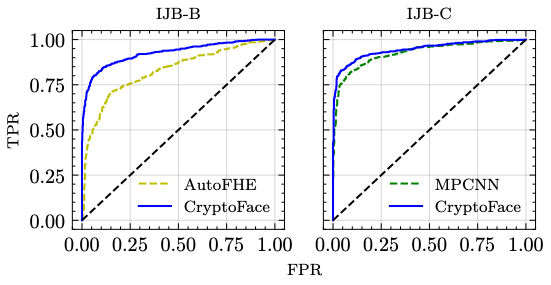 IJB-B
IJB-C
TPR
1.00
0.75
0.50
0.25
0.00
AutoFHE
CryptoFace
MPCNN
CryptoFace
0.00 0.25 0.50 0.75 1.00
0.00 0.25 0.50 0.75 1.00
FPR